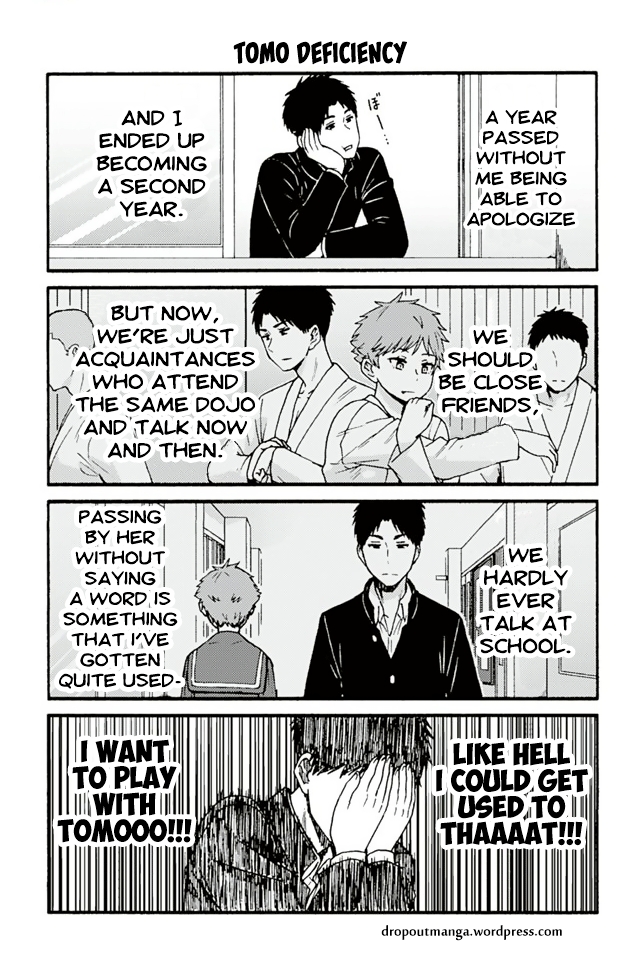 TOMO DEFICIENCY
A YEAR
PASSED
WITHOUT
ME BEING
ABLE TO
APOLOGIZE
ぼーっ
AND I
ENDED UP
BECOMING
A SECOND
YEAR.
WE
SHOULD
BE CLOSE
FRIENDS,
BUT NOW,
WE'RE JUST
ACQUAINTANCES
WHO ATTEND
THE SAME DOJO
AND TALK NOW
AND THEN.
WE
HARDLY
EVER
TALK AT
SCHOOL.
PASSING
BY HER
WITHOUT
SAYING
A WORD IS
SOMETHING
THAT I'VE
GOTTEN
QUITE USED-
LIKE HELL
I COULD GET
USED TO
THAAAAT!!!
I WANT
TO PLAY
WITH
TOMOOO!!!
dropoutmanga.wordpress.com